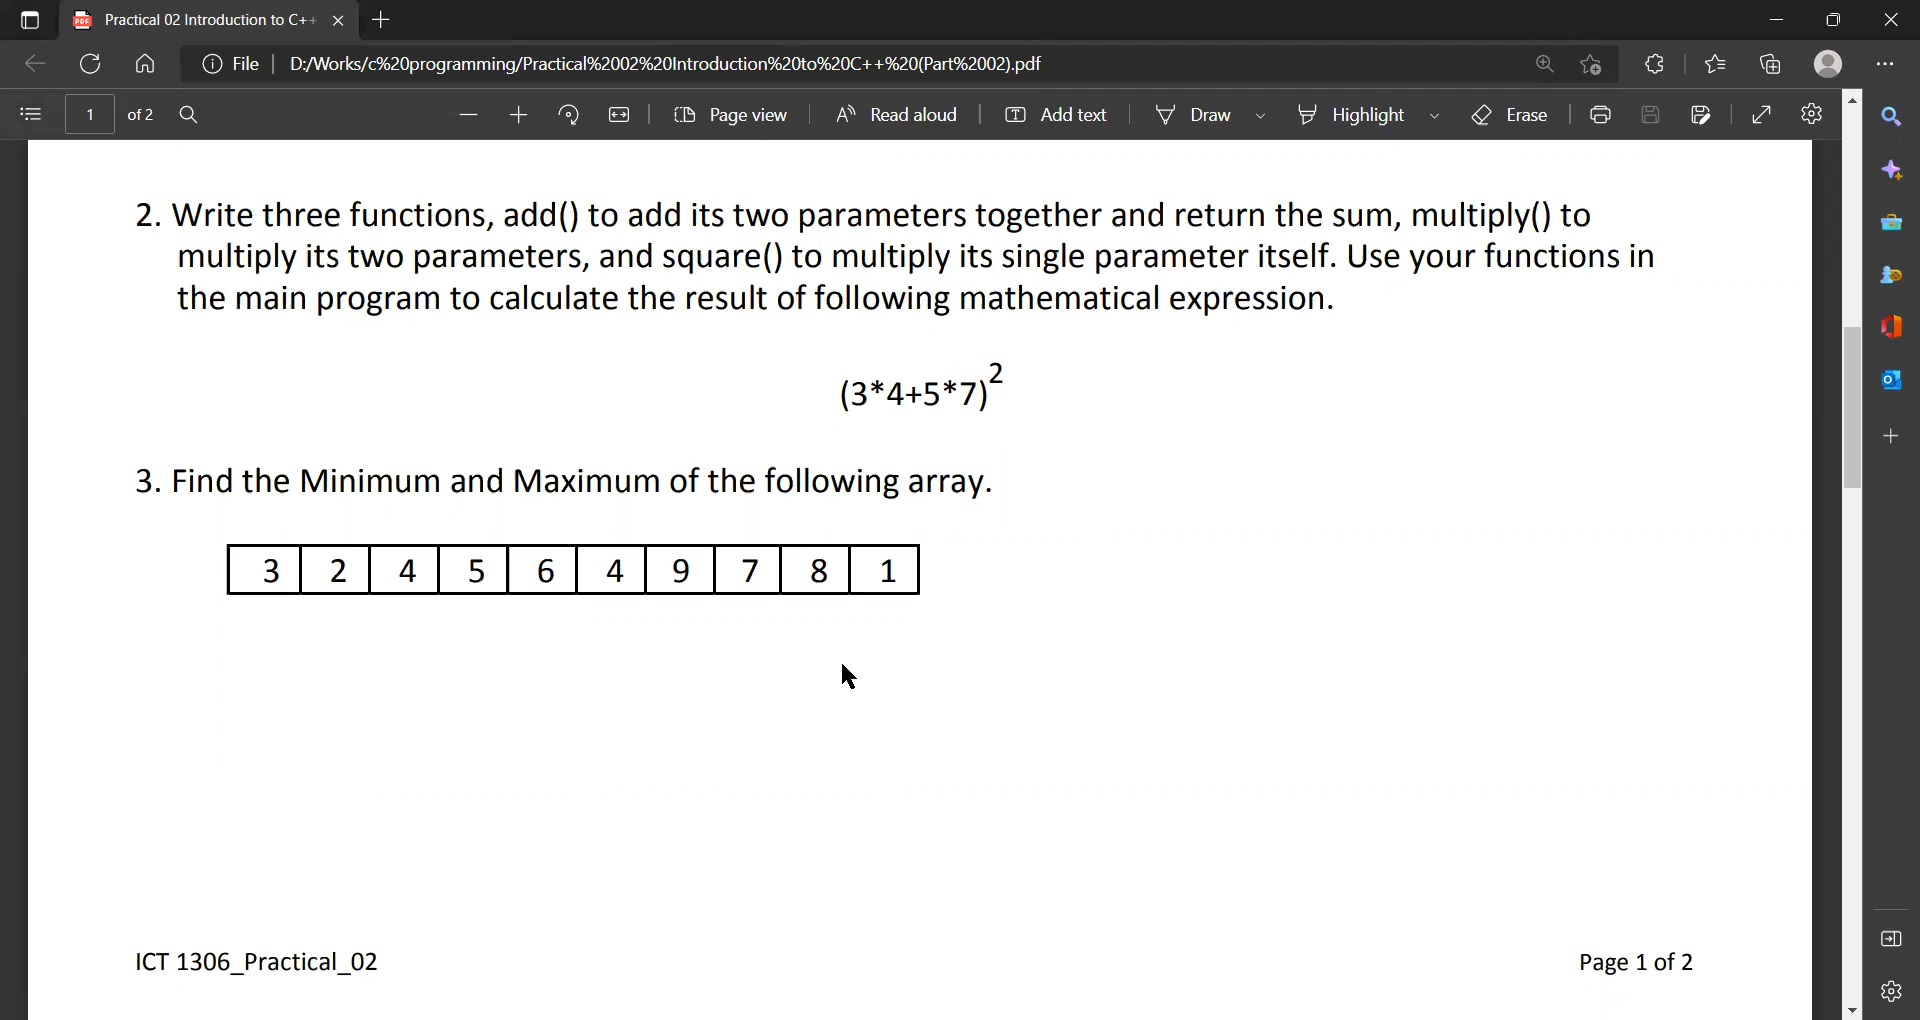 Practical 02 Introduction to C++
File
D:/Works/c%20programming/Practical%2002%20Introduction%20to%20C++%20(Part%2002).pdf
1 of 2
Page view
Read aloud
Add text
Draw
Highlight
Erase
2. Write three functions, add() to add its two parameters together and return the sum, multiply() to
multiply its two parameters, and square() to multiply its single parameter itself. Use your functions in
the main program to calculate the result of following mathematical expression.
(3*4+5*7)²
3. Find the Minimum and Maximum of the following array.
3 2 4 5 6 4 9 7 8 1
ICT 1306_Practical_02
Page 1 of 2